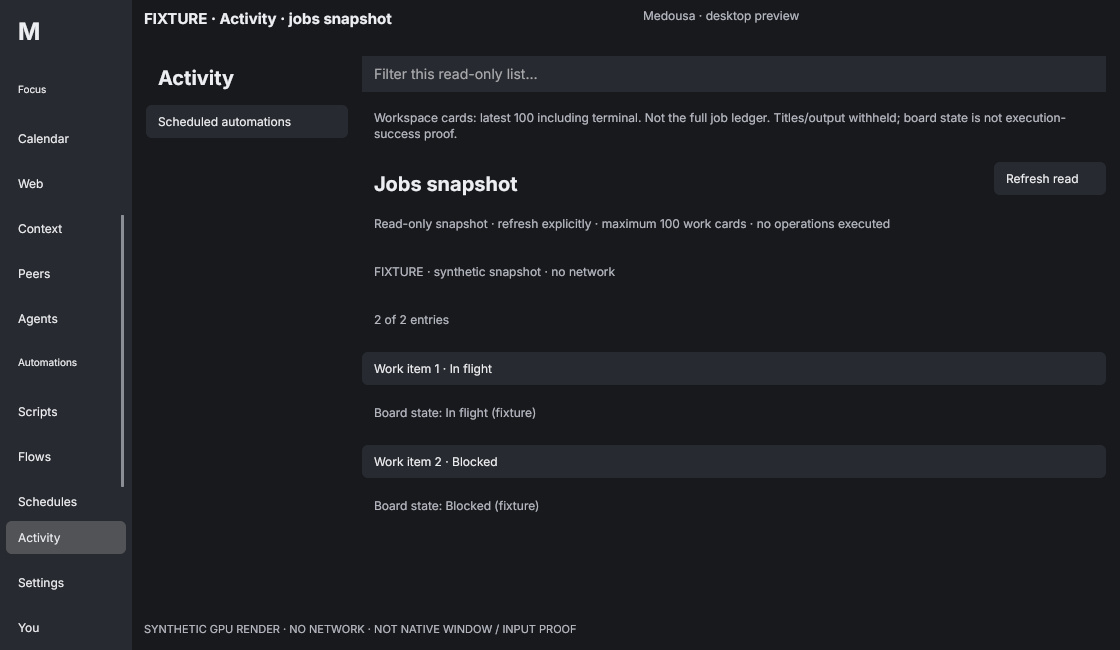 M
Focus
Calendar
Web
Context
Peers
Agents
Automations
Scripts
Flows
Schedules
Activity
Settings
You
FIXTURE · Activity · jobs snapshot
Medousa · desktop preview
Activity
Scheduled automations
Filter this read-only list...
Workspace cards: latest 100 including terminal. Not the full job ledger. Titles/output withheld; board state is not execution-
success proof.
Jobs snapshot
Refresh read
Read-only snapshot · refresh explicitly · maximum 100 work cards · no operations executed
FIXTURE · synthetic snapshot · no network
2 of 2 entries
Work item 1 · In flight
Board state: In flight (fixture)
Work item 2 · Blocked
Board state: Blocked (fixture)
SYNTHETIC GPU RENDER · NO NETWORK · NOT NATIVE WINDOW / INPUT PROOF